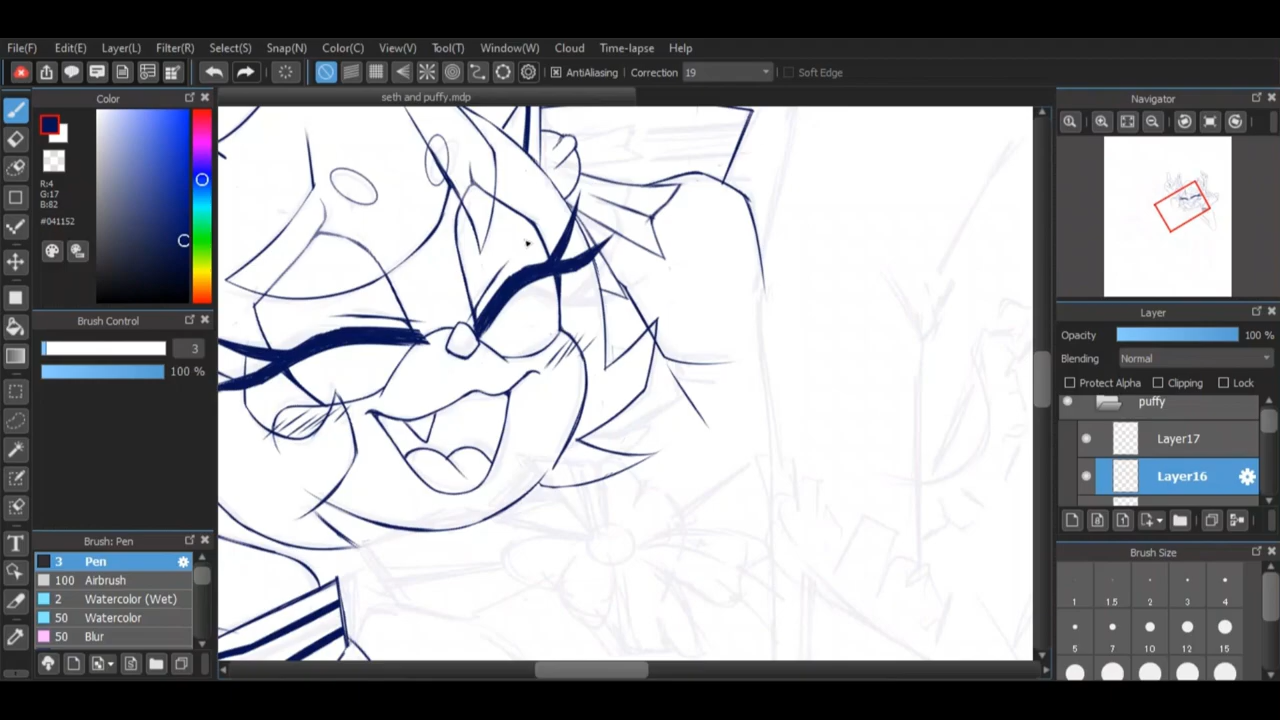 File(F) Edit(E) Layer(L) Filter(R) Select(S) Snap(N) Color(C) View(V) Tool(T) Window(W) Cloud Time-lapse Help
AntiAliasing Correction 19 Soft Edge
Color
seth and puffy.mdp
Navigator
R:4
G:17
B:82
#041152
Brush Control
3
100 %
Layer
Opacity 100 %
Blending Normal
Protect Alpha Clipping Lock
puffy
Layer17
Layer16
Brush: Pen
3 Pen
100 Airbrush
2 Watercolor (Wet)
50 Watercolor
50 Blur
Brush Size
1 1.5 2 3 4
5 7 10 12 15
T